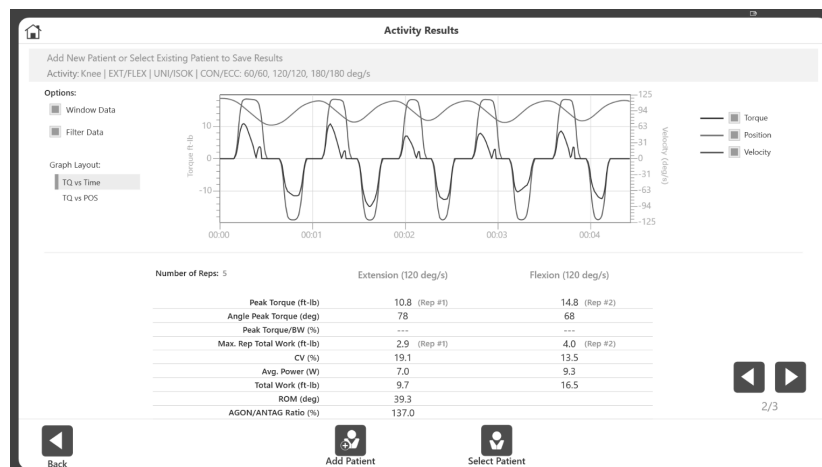 Activity Results
Add New Patient or Select Existing Patient to Save Results
Activity: Knee | EXT/FLEX | UNI/ISOK | CON/ECC: 60/60, 120/120, 180/180 deg/s
Options:
Window Data
Filter Data
Graph Layout:
TQ vs Time
TQ vs POS
Torque ft-lb
10
0
-10
125
94
63
31
0
-31
-63
-94
-125
Velocity (deg/s)
00:00 00:01 00:02 00:03 00:04
Torque
Position
Velocity
Number of Reps: 5 Extension (120 deg/s) Flexion (120 deg/s)
Peak Torque (ft-lb) 10.8 (Rep #1) 14.8 (Rep #2)
Angle Peak Torque (deg) 78 68
Peak Torque/BW (%) --- ---
Max. Rep Total Work (ft-lb) 2.9 (Rep #1) 4.0 (Rep #2)
CV (%) 19.1 13.5
Avg. Power (W) 7.0 9.3
Total Work (ft-lb) 9.7 16.5
ROM (deg) 39.3
AGON/ANTAG Ratio (%) 137.0
2/3
Back Add Patient Select Patient